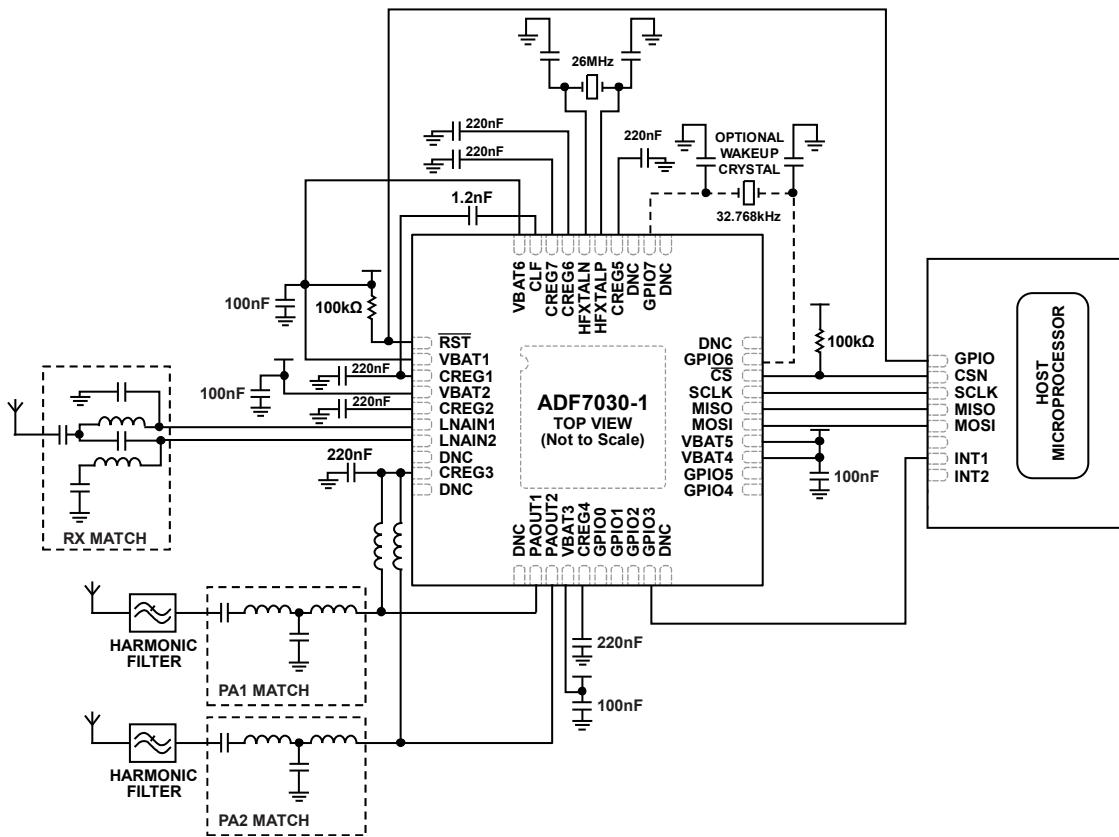 26MHz
220nF
220nF
220nF
OPTIONAL
WAKEUP
CRYSTAL
32.768kHz
1.2nF
VBAT6
CLF
CREG7
CREG6
HFXTALN
HFXTALP
CREG5
DNC
GPIO7
DNC
100nF
100kΩ
RST
VBAT1
CREG1
VBAT2
CREG2
LNAIN1
LNAIN2
DNC
CREG3
DNC
220nF
100nF
220nF
220nF
RX MATCH
ADF7030-1
TOP VIEW
(Not to Scale)
DNC
GPIO6
CS
SCLK
MISO
MOSI
VBAT5
VBAT4
GPIO5
GPIO4
100kΩ
100nF
GPIO
CSN
SCLK
MISO
MOSI
INT1
INT2
HOST
MICROPROCESSOR
DNC
PAOUT1
PAOUT2
VBAT3
CREG4
GPIO0
GPIO1
GPIO2
GPIO3
DNC
HARMONIC
FILTER
PA1 MATCH
220nF
100nF
HARMONIC
FILTER
PA2 MATCH